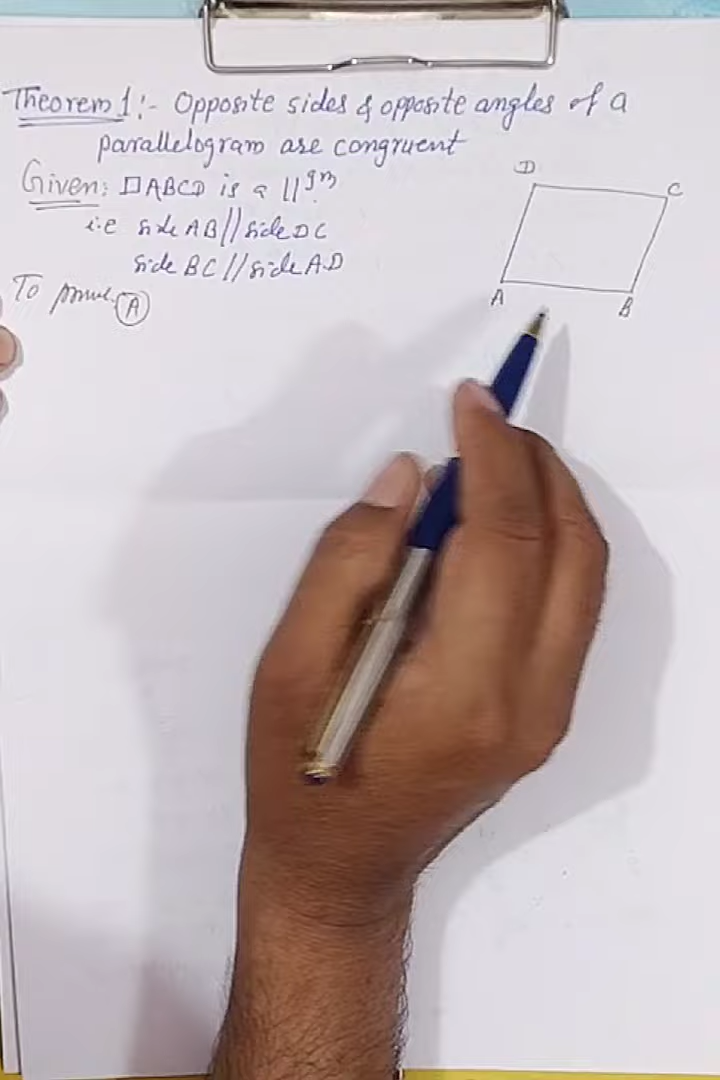 Theorem 1:- Opposite sides & opposite angles of a
parallelogram are congruent
Given: □ABCD is a ||gm
i.e side AB//side DC
side BC//side AD
To prove A
D
C
A
B